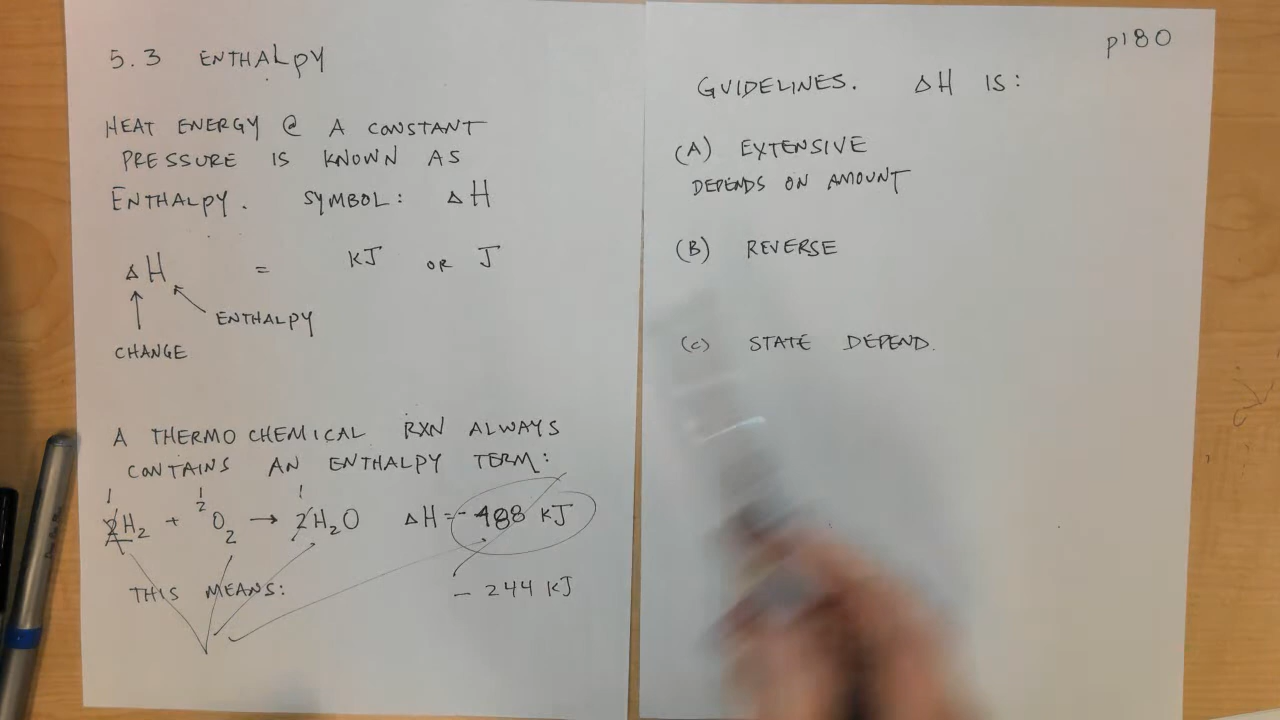 5.3 ENTHALPY
HEAT ENERGY @ A CONSTANT
PRESSURE IS KNOWN AS
ENTHALPY. SYMBOL: ΔH
ΔH = KJ OR J
ENTHALPY
CHANGE
A THERMOCHEMICAL RXN ALWAYS
CONTAINS AN ENTHALPY TERM:
1 1/2 1
2H₂ + O₂ → 2H₂O ΔH = -488 KJ
THIS MEANS: - 244 KJ
p180
GUIDELINES. ΔH IS:
(A) EXTENSIVE
DEPENDS ON AMOUNT
(B) REVERSE
(C) STATE DEPEND.